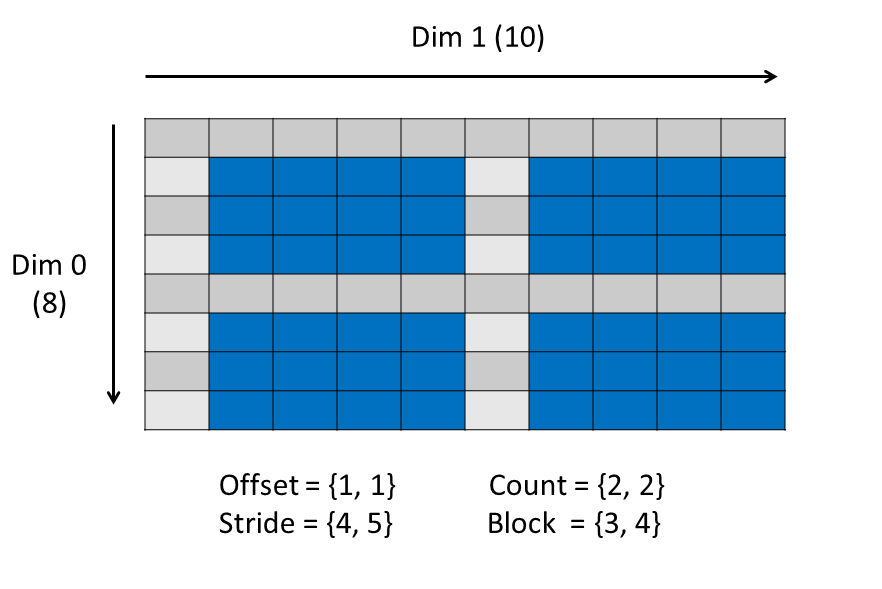 Dim 1 (10)
Dim 0
(8)
Offset = {1, 1}
Count = {2, 2}
Stride = {4, 5}
Block = {3, 4}